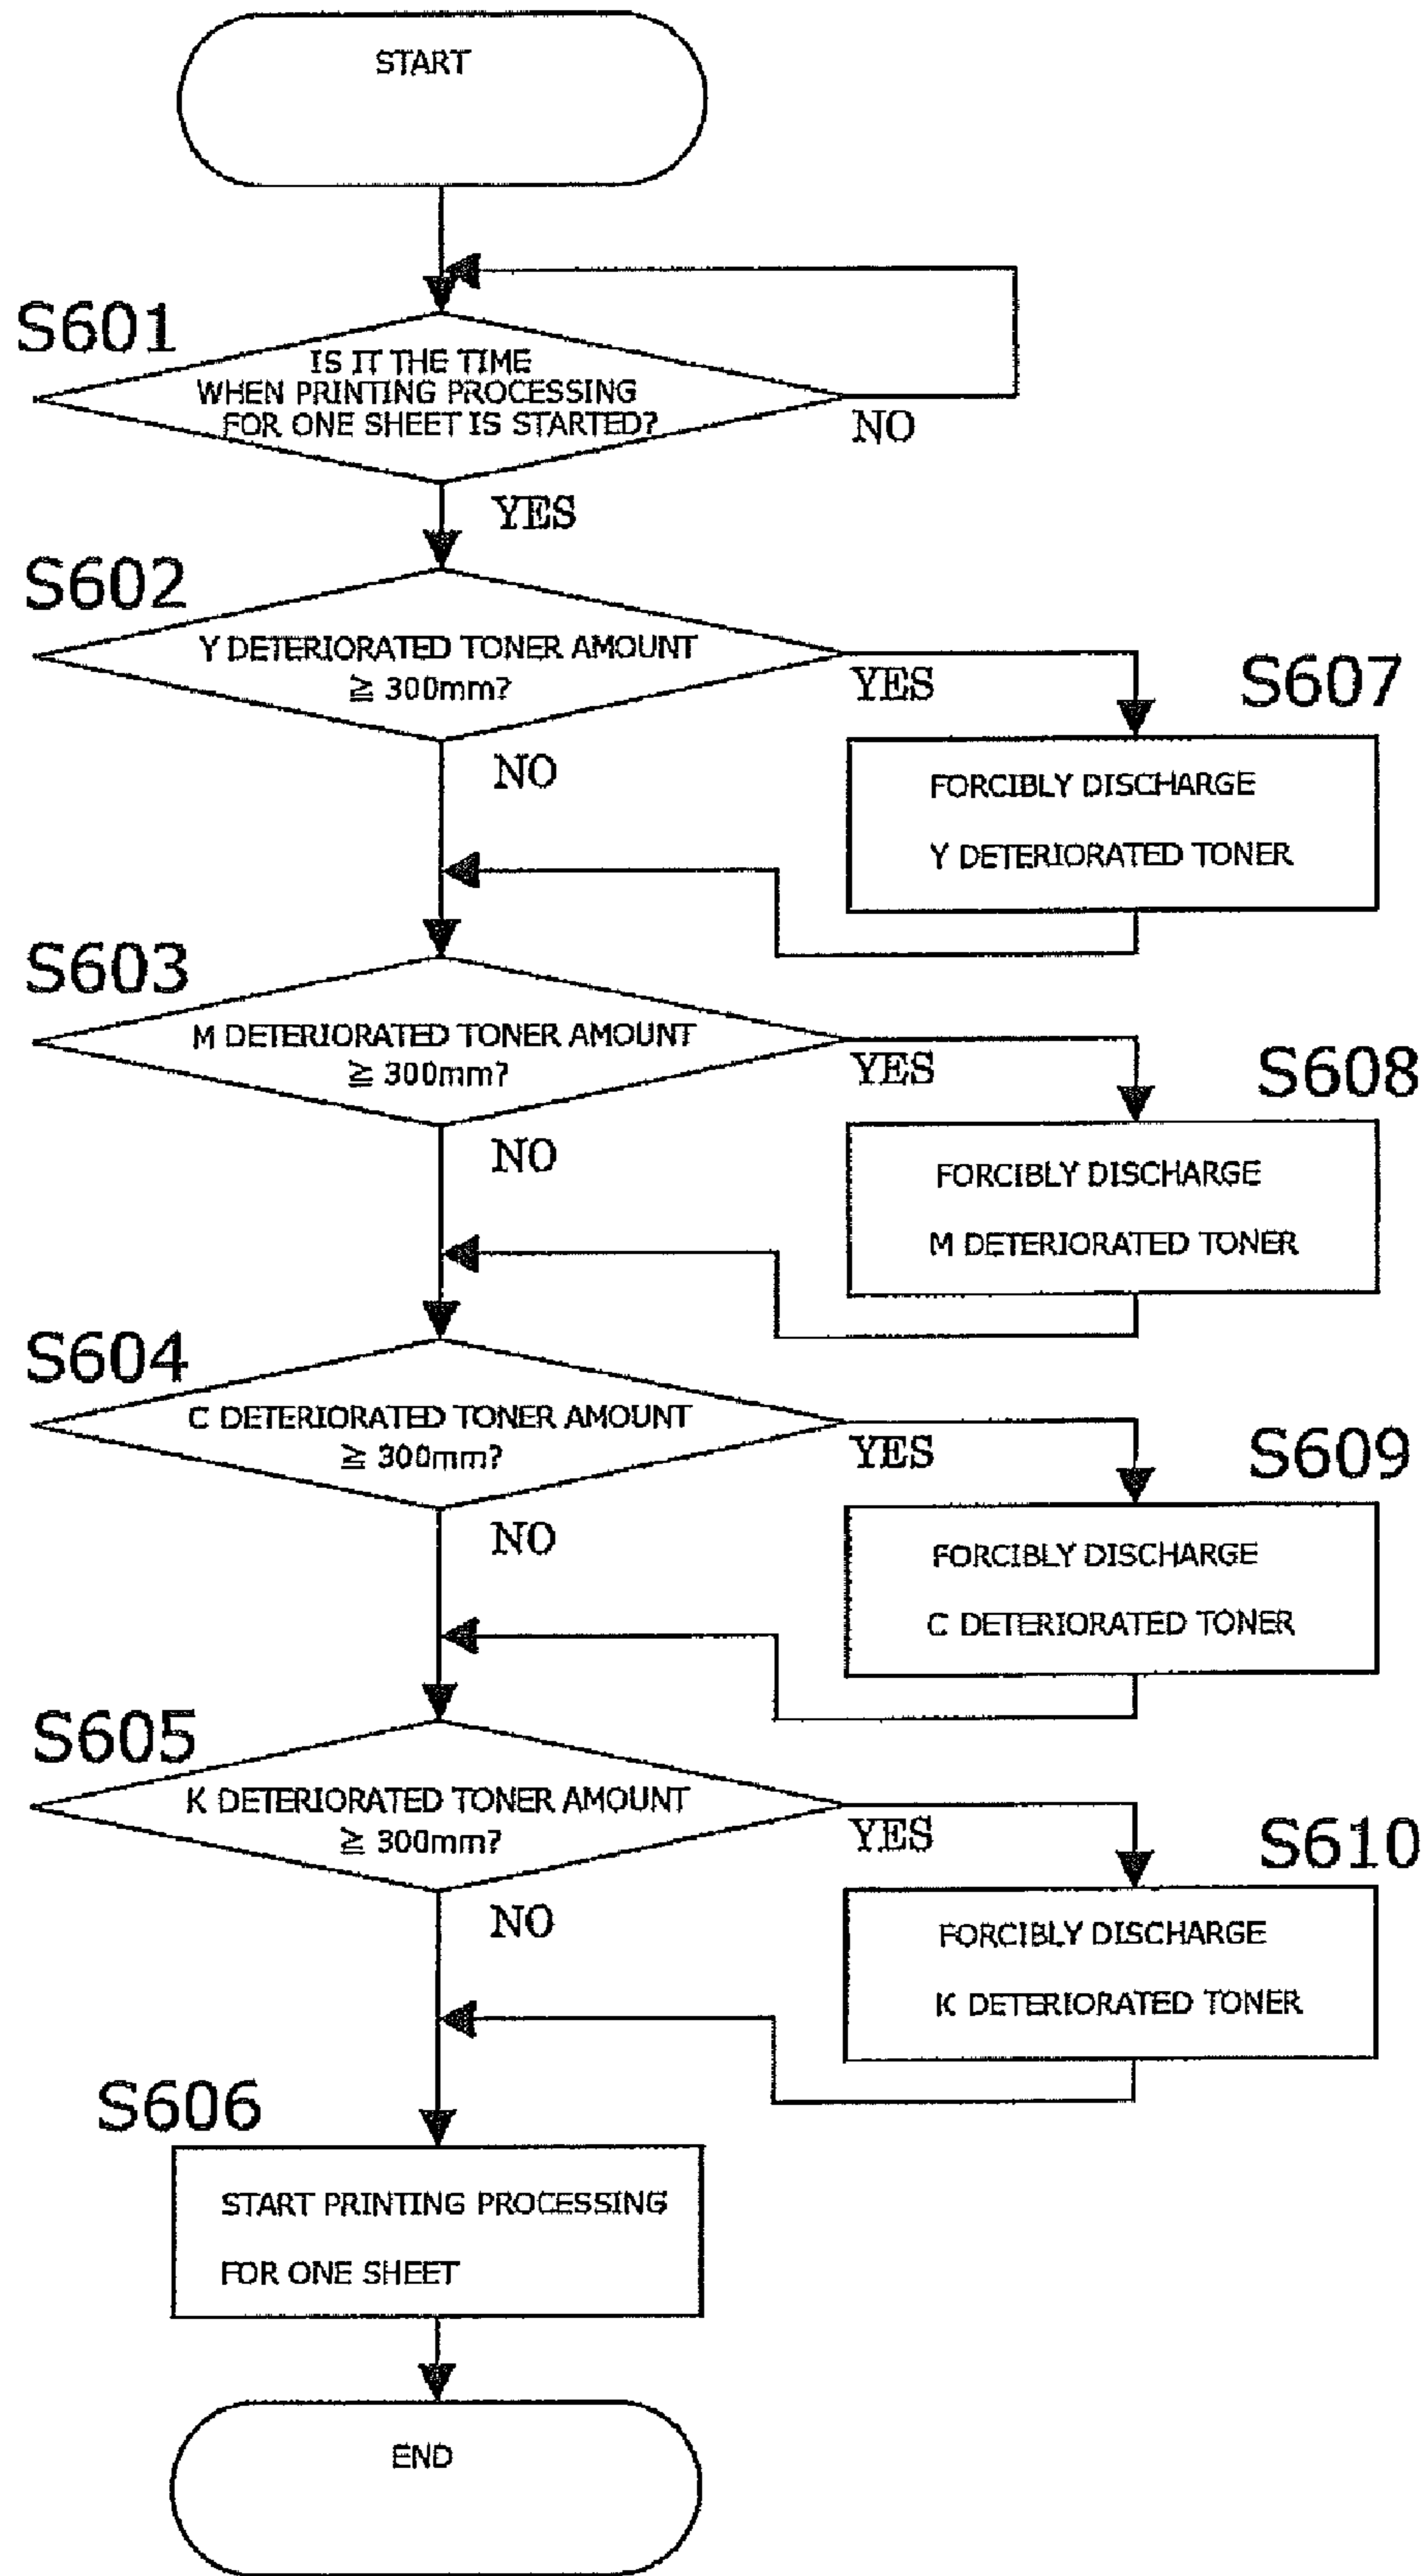 START
S601
IS IT THE TIME
WHEN PRINTING PROCESSING
FOR ONE SHEET IS STARTED?
NO
YES
S602
Y DETERIORATED TONER AMOUNT
≧ 300mm?
YES
NO
S607
FORCIBLY DISCHARGE
Y DETERIORATED TONER
S603
M DETERIORATED TONER AMOUNT
≧ 300mm?
YES
NO
S608
FORCIBLY DISCHARGE
M DETERIORATED TONER
S604
C DETERIORATED TONER AMOUNT
≧ 300mm?
YES
NO
S609
FORCIBLY DISCHARGE
C DETERIORATED TONER
S605
K DETERIORATED TONER AMOUNT
≧ 300mm?
YES
NO
S610
FORCIBLY DISCHARGE
K DETERIORATED TONER
S606
START PRINTING PROCESSING
FOR ONE SHEET
END